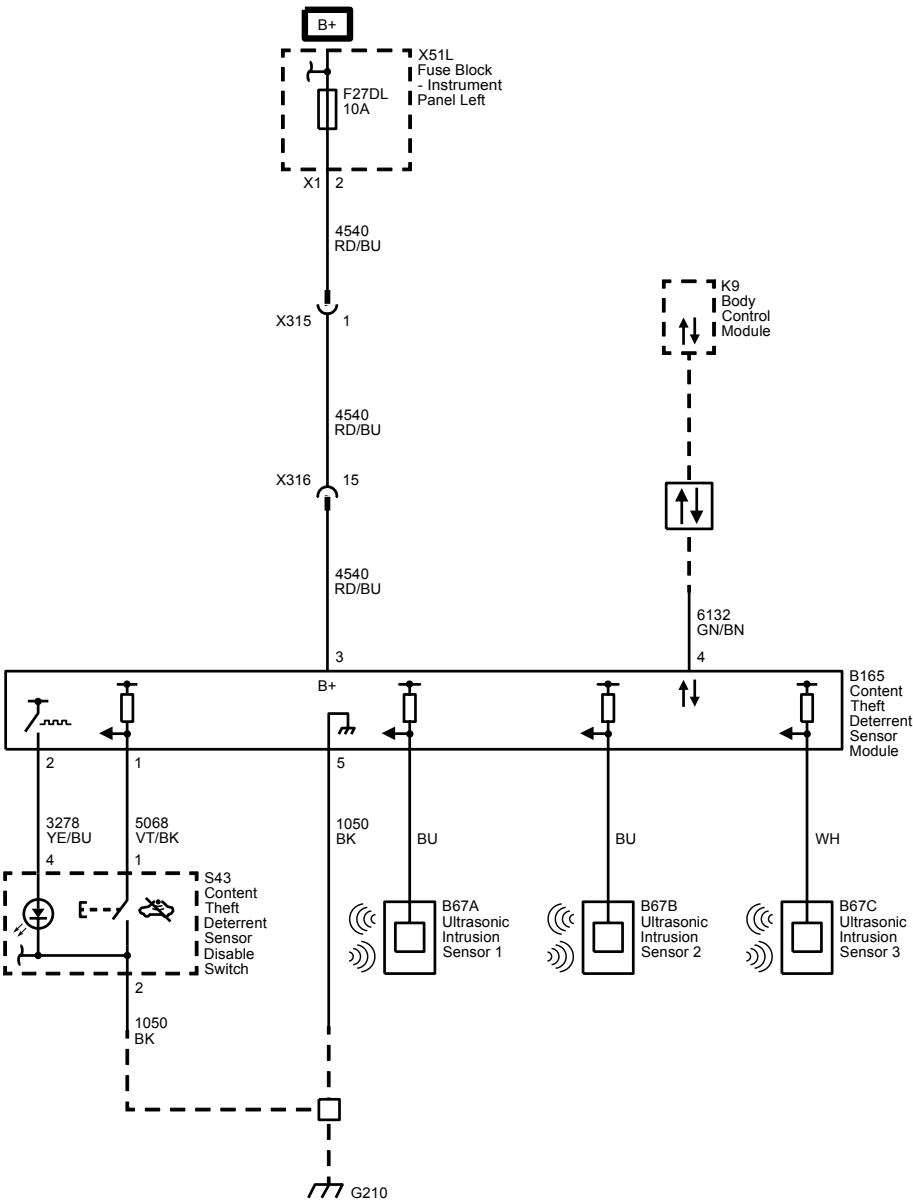 B+
X51L
Fuse Block
- Instrument
Panel Left
F27DL
10A
X1 2
4540
RD/BU
K9
Body
Control
Module
X315 1
4540
RD/BU
X316 15
4540
RD/BU
6132
GN/BN
3
4
B+
B165
Content
Theft
Deterrent
Sensor
Module
2
1
5
3278
YE/BU
5068
VT/BK
1050
BK
BU
BU
WH
4
1
S43
Content
Theft
Deterrent
Sensor
Disable
Switch
B67A
Ultrasonic
Intrusion
Sensor 1
B67B
Ultrasonic
Intrusion
Sensor 2
B67C
Ultrasonic
Intrusion
Sensor 3
2
1050
BK
G210